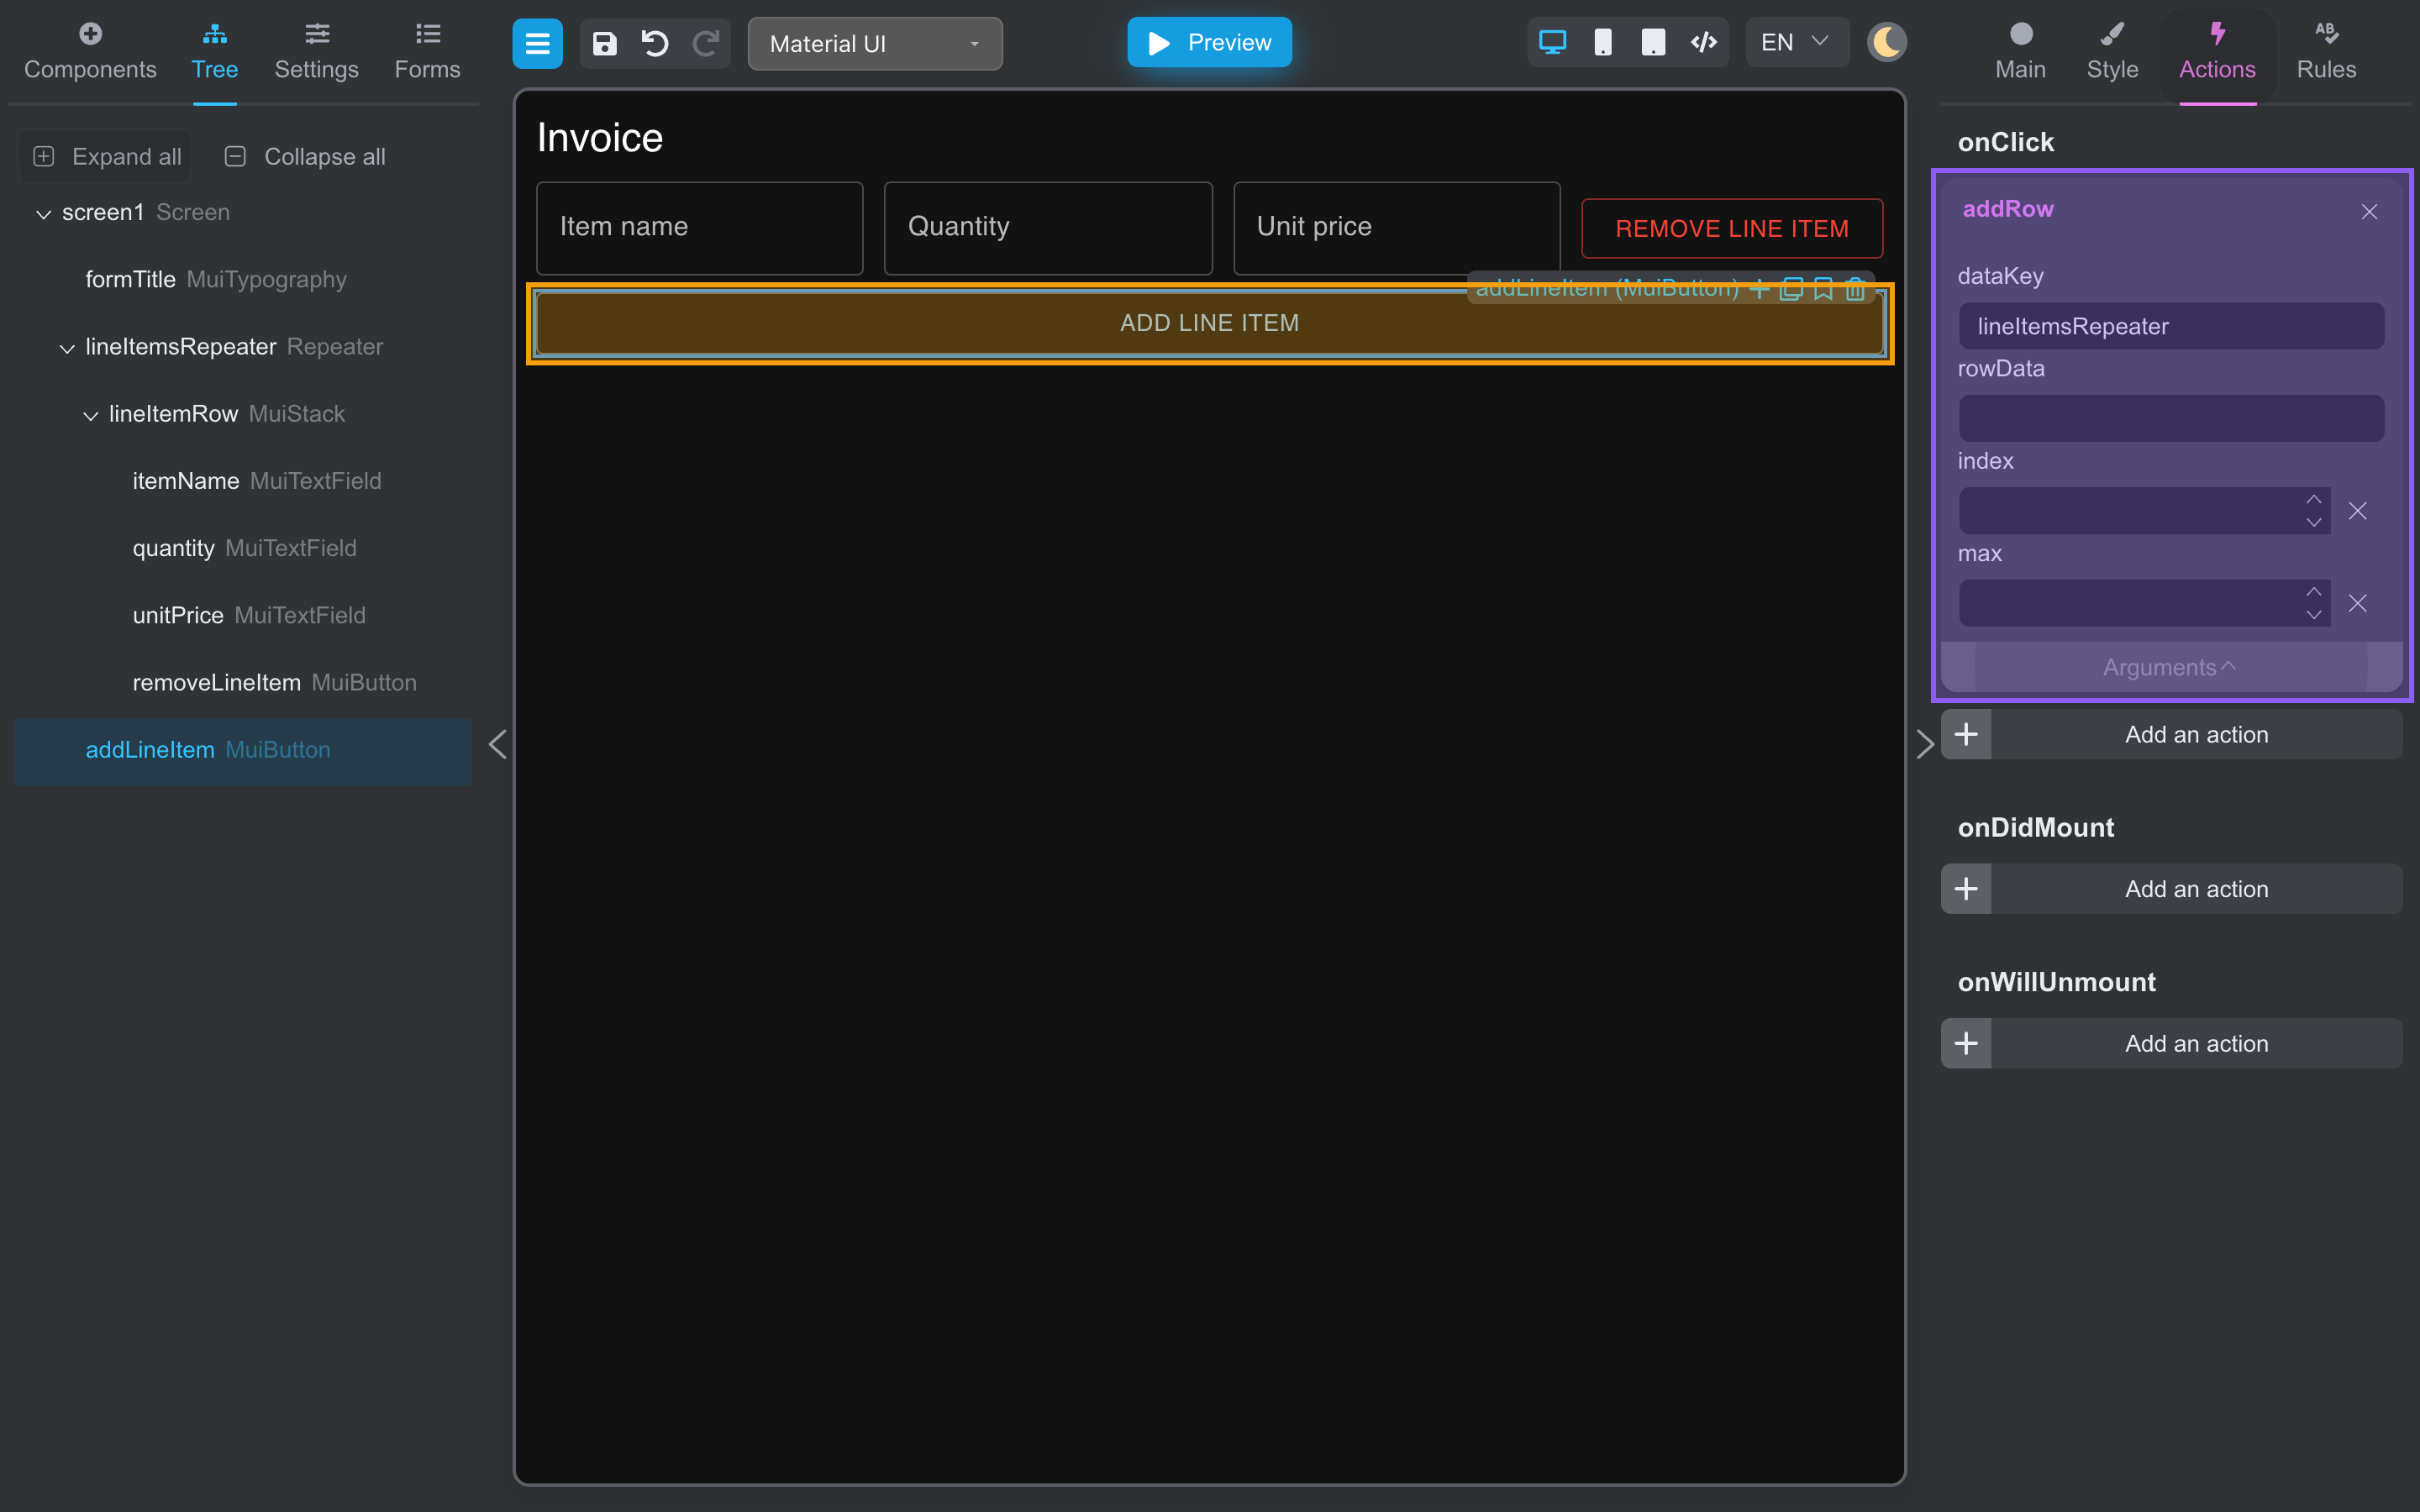 Components Tree Settings Forms
Material UI
Preview
EN
Main Style Actions Rules
AB
Expand all Collapse all
screen1 Screen
formTitle MuiTypography
lineItemsRepeater Repeater
lineItemRow MuiStack
itemName MuiTextField
quantity MuiTextField
unitPrice MuiTextField
removeLineItem MuiButton
addLineItem MuiButton
Invoice
Item name Quantity Unit price REMOVE LINE ITEM
addLineItem (MuiButton)
ADD LINE ITEM
onClick
addRow
dataKey
lineItemsRepeater
rowData
index
max
Arguments
Add an action
onDidMount
Add an action
onWillUnmount
Add an action